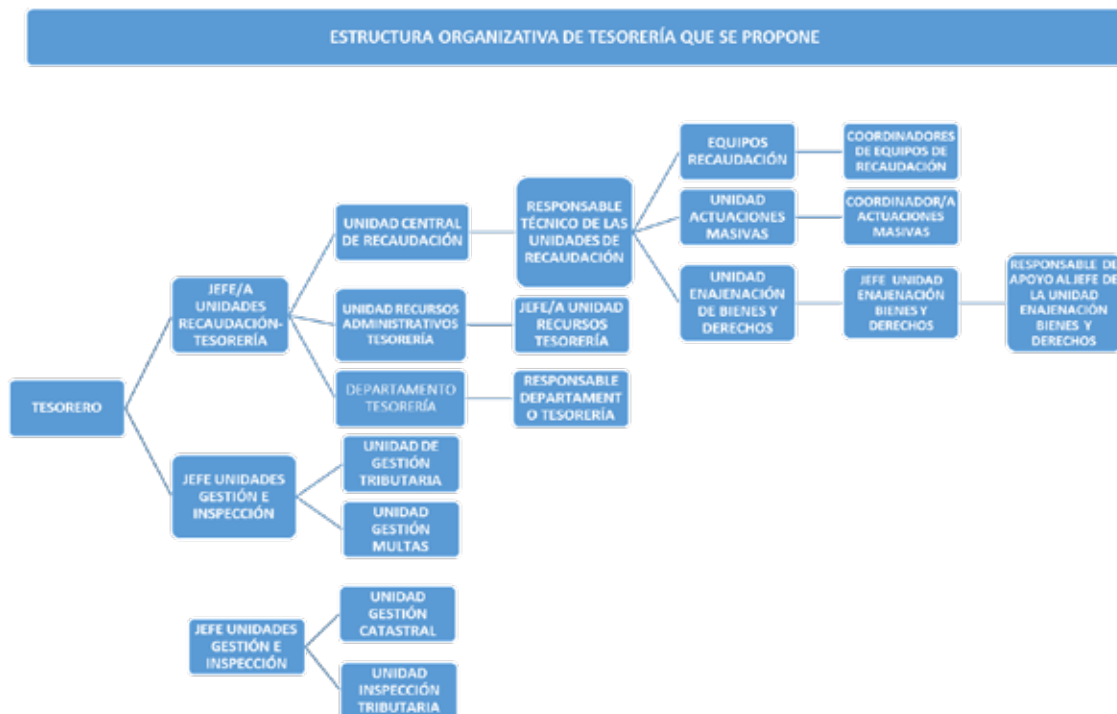 ESTRUCTURA ORGANIZATIVA DE TESORERÍA QUE SE PROPONE
EQUIPOS
RECAUDACIÓN
COORDINADORES
DE EQUIPOS DE
RECAUDACIÓN
UNIDAD CENTRAL
DE RECAUDACIÓN
RESPONSABLE
TÉCNICO DE LAS
UNIDADES DE
RECAUDACIÓN
UNIDAD
ACTUACIONES
MASIVAS
COORDINADOR/A
ACTUACIONES
MASIVAS
JEFE/A
UNIDADES
RECAUDACIÓN-
TESORERÍA
UNIDAD RECURSOS
ADMINISTRATIVOS
TESORERÍA
JEFE/A UNIDAD
RECURSOS
TESORERÍA
UNIDAD
ENAJENACIÓN
DE BIENES Y
DERECHOS
JEFE UNIDAD
ENAJENACIÓN
BIENES Y
DERECHOS
RESPONSABLE DE
APOYO AL JEFE DE
LA UNIDAD
ENAJENACIÓN
BIENES Y
DERECHOS
TESORERO
DEPARTAMENTO
TESORERÍA
RESPONSABLE
DEPARTAMENT
O TESORERÍA
JEFE UNIDADES
GESTIÓN E
INSPECCIÓN
UNIDAD DE
GESTIÓN
TRIBUTARIA
UNIDAD
GESTIÓN
MULTAS
JEFE UNIDADES
GESTIÓN E
INSPECCIÓN
UNIDAD
GESTIÓN
CATASTRAL
UNIDAD
INSPECCIÓN
TRIBUTARIA